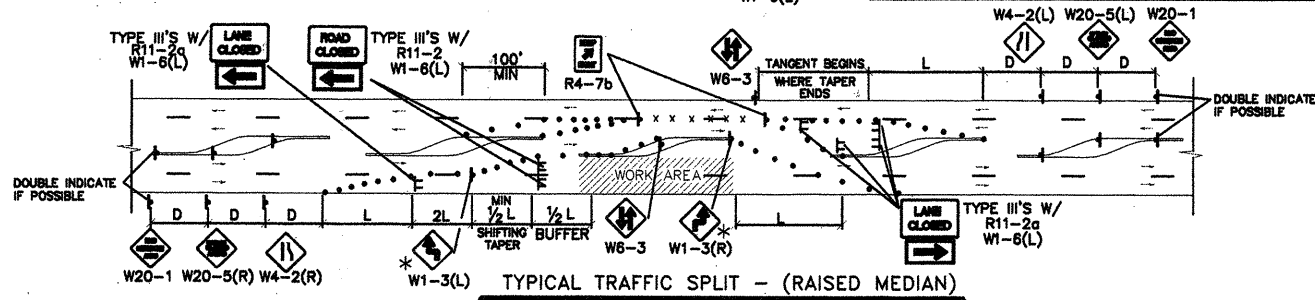 W1-3(L)
TYPE III'S W/
R11-2a
W1-6(L)
LANE
CLOSED
ROAD
CLOSED
TYPE III'S W/
R11-2
W1-6(L)
100'
MIN
R4-7b
W6-3
TANGENT BEGINS
WHERE TAPER
ENDS
L
D
D
D
W4-2(L)
W20-5(L)
W20-1
DOUBLE INDICATE
IF POSSIBLE
WORK AREA
DOUBLE INDICATE
IF POSSIBLE
D
D
D
L
2L
MIN
1/2 L
SHIFTING
TAPER
1/2 L
BUFFER
W6-3
W1-3(R)
*
L
LANE
CLOSED
TYPE III'S W/
R11-2a
W1-6(L)
W20-1
W20-5(R)
W4-2(R)
*
W1-3(L)
TYPICAL TRAFFIC SPLIT - (RAISED MEDIAN)